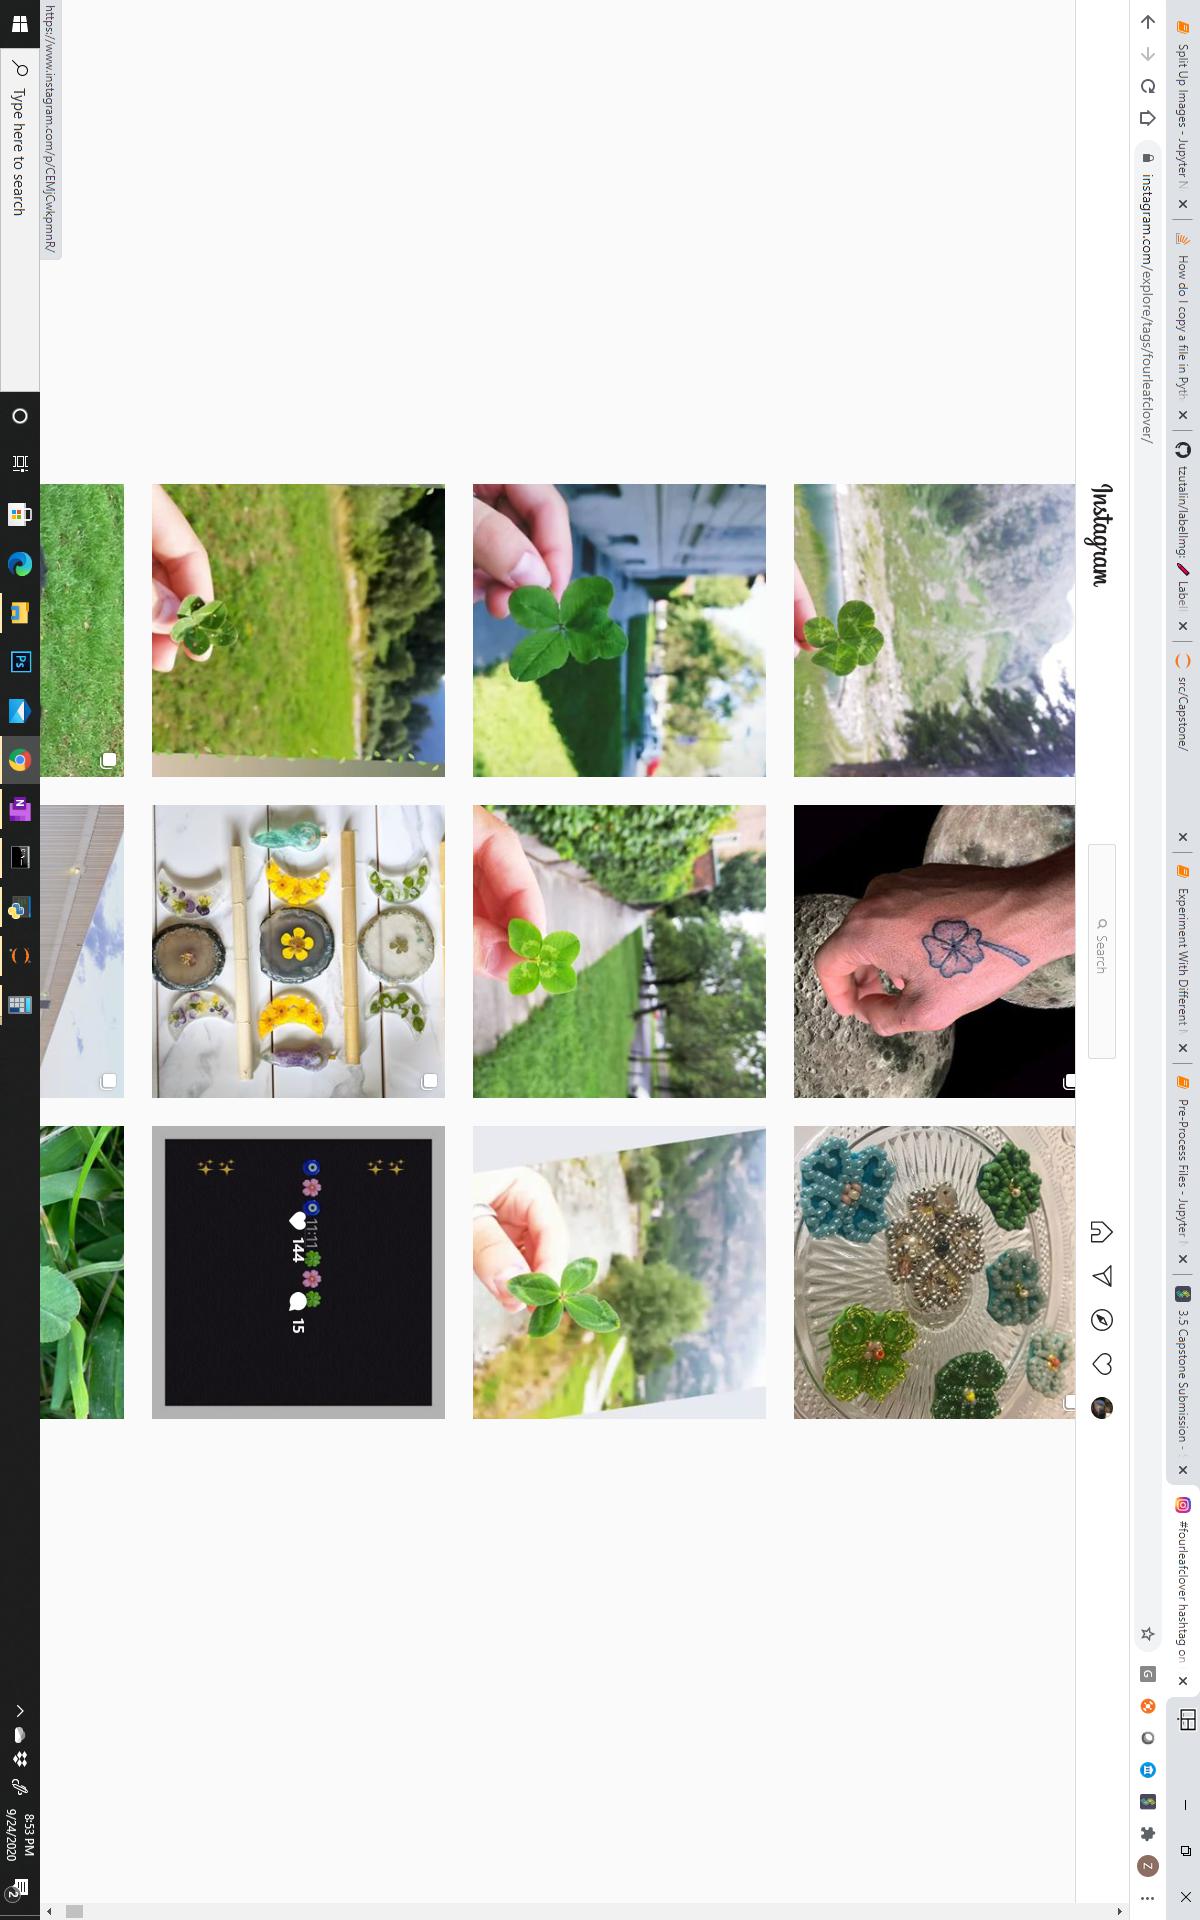 Split Up Images - Jupyter N
How do I copy a file in Pyth
tzutalin/labelImg: Label
src/Capstone/
Experiment With Different
Pre-Process Files - Jupyter
3.5 Capstone Submission -
#fourleafclover hashtag on
instagram.com/explore/tags/fourleafclover/
G
Z
Instagram
Search
11:11
144 15
https://www.instagram.com/p/CEMjCwkpmnR/
Type here to search
Ps
N
8:53 PM
9/24/2020
2